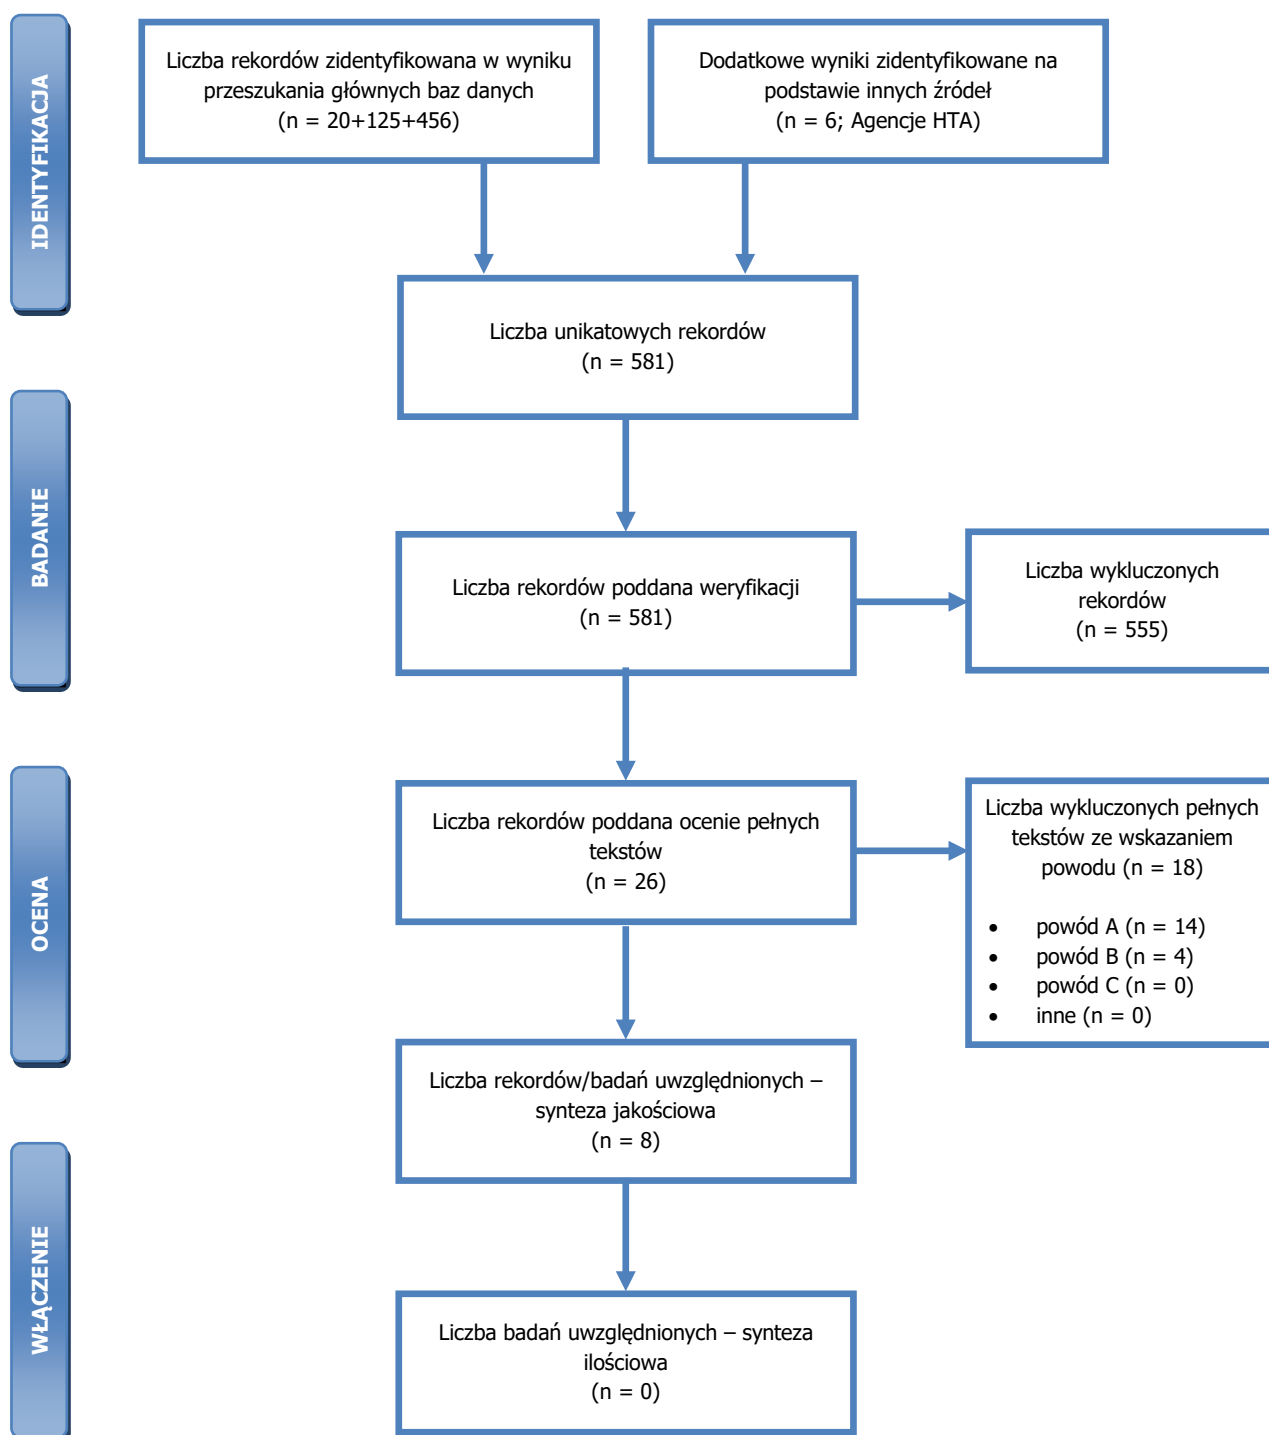 IDENTYFIKACJA
Liczba rekordów zidentyfikowana w wyniku
przeszukania głównych baz danych
(n = 20+125+456)
Dodatkowe wyniki zidentyfikowane na
podstawie innych źródeł
(n = 6; Agencje HTA)
Liczba unikatowych rekordów
(n = 581)
BADANIE
Liczba rekordów poddana weryfikacji
(n = 581)
Liczba wykluczonych
rekordów
(n = 555)
OCENA
Liczba rekordów poddana ocenie pełnych
tekstów
(n = 26)
Liczba wykluczonych pełnych
tekstów ze wskazaniem
powodu (n = 18)
• powód A (n = 14)
• powód B (n = 4)
• powód C (n = 0)
• inne (n = 0)
Liczba rekordów/badań uwzględnionych –
synteza jakościowa
(n = 8)
WŁĄCZENIE
Liczba badań uwzględnionych – synteza
ilościowa
(n = 0)